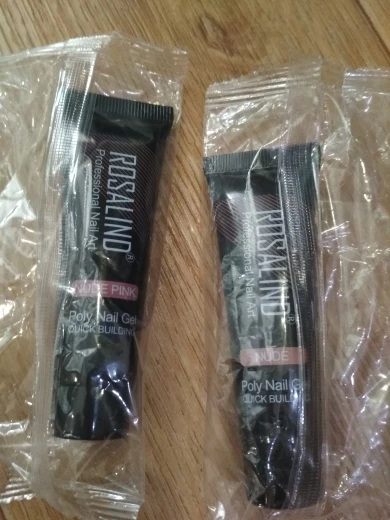 ROSALIND®
Professional Nail Art
NUDE PINK
Poly Nail Gel
QUICK BUILDING
ROSALIND®
Professional Nail Art
NUDE
Poly Nail Gel
QUICK BUILDING